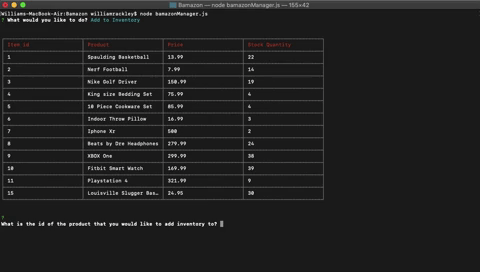 Bamazon — -bash — 155×42
Williams-MacBook-Air:Bamazon williamrackley$ node bamazonManager.js
? What would you like to do? Add to Inventory
Item id Product Price Stock Quantity
1 Spaulding Basketball 13.99 22
2 Nerf Football 7.99 14
3 Nike Golf Driver 150.99 19
4 King size Bedding Set 75.99 4
5 10 Piece Cookware Set 85.99 4
6 Indoor Throw Pillow 16.99 3
7 Iphone Xr 500 2
8 Beats by Dre Headphones 279.99 24
9 XBOX One 299.99 38
10 Fitbit Smart Watch 169.99 39
11 Playstation 4 321.99 9
15 Louisville Slugger Bas… 24.95 30
?
What is the id of the product that you would like to add inventory to?